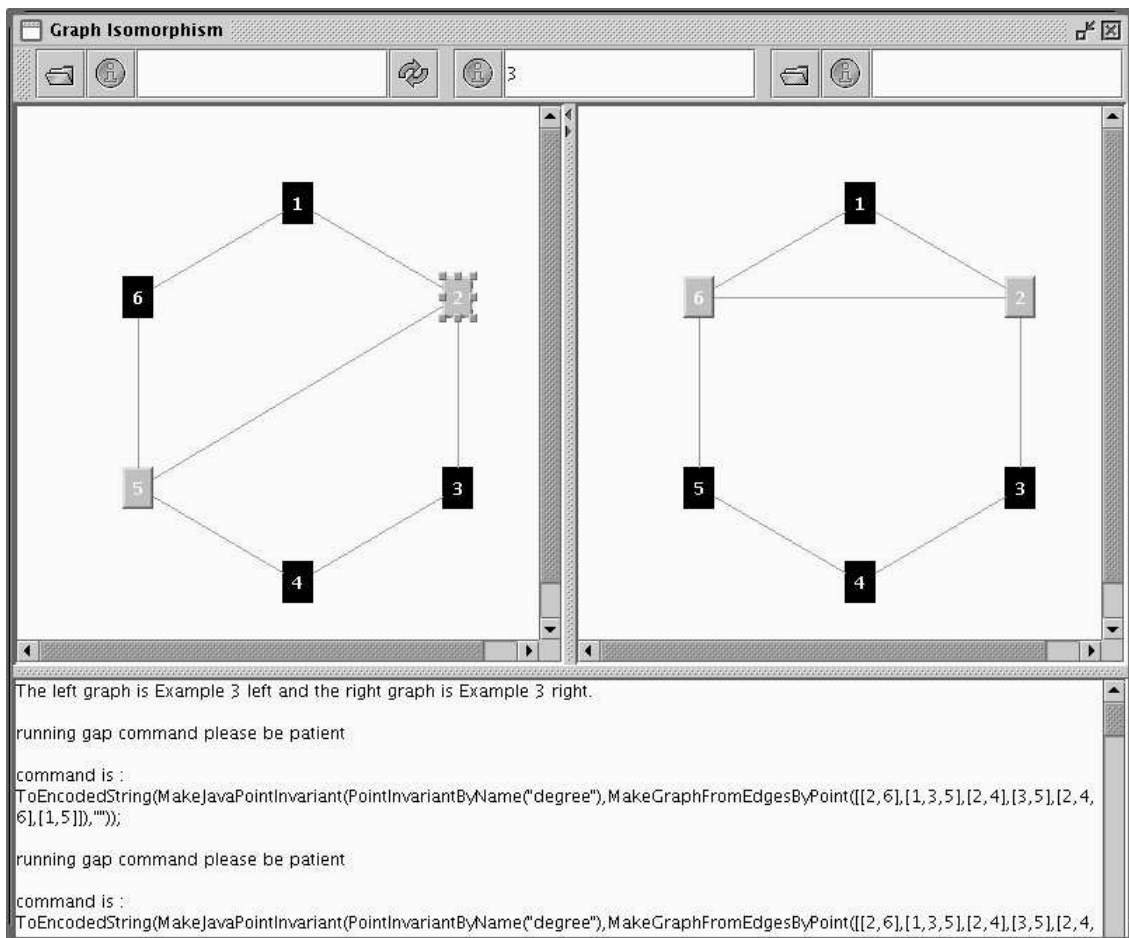 Graph Isomorphism
3
1
6
2
5
3
4
1
6
2
5
3
4
The left graph is Example 3 left and the right graph is Example 3 right.
running gap command please be patient
command is :
ToEncodedString(MakeJavaPointInvariant(PointInvariantByName("degree"),MakeGraphFromEdgesByPoint([[2,6],[1,3,5],[2,4],[3,5],[2,4,
6],[1,5]]),""));
running gap command please be patient
command is :
ToEncodedString(MakeJavaPointInvariant(PointInvariantByName("degree"),MakeGraphFromEdgesByPoint([[2,6],[1,3,5],[2,4],[3,5],[2,4,